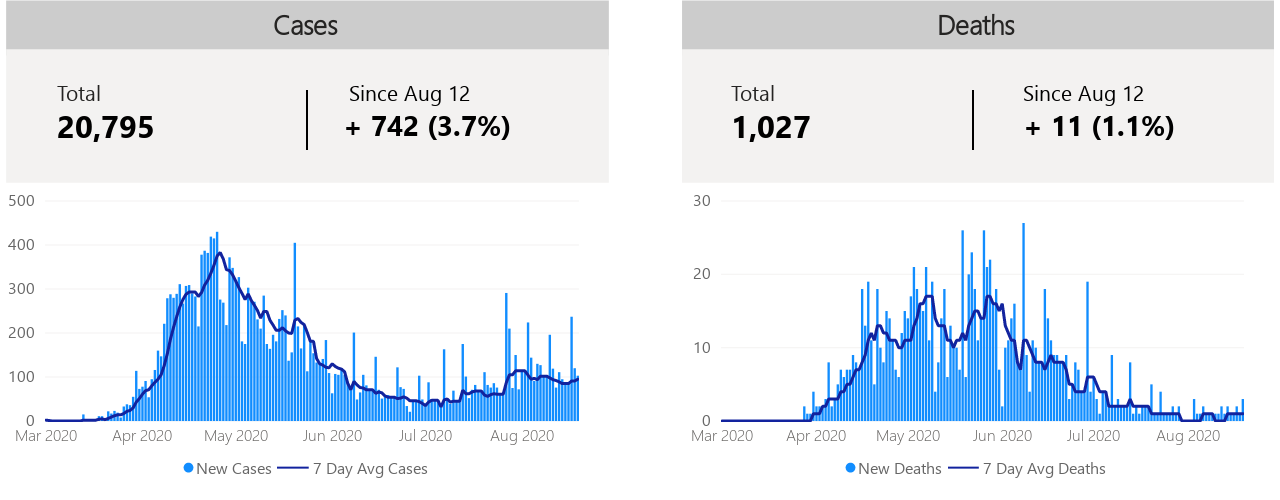 Cases
Total
20,795
Since Aug 12
+ 742 (3.7%)
500
400
300
200
100
0
Mar 2020 Apr 2020 May 2020 Jun 2020 Jul 2020 Aug 2020
New Cases 7 Day Avg Cases
Deaths
Total
1,027
Since Aug 12
+ 11 (1.1%)
30
20
10
0
Mar 2020 Apr 2020 May 2020 Jun 2020 Jul 2020 Aug 2020
New Deaths 7 Day Avg Deaths